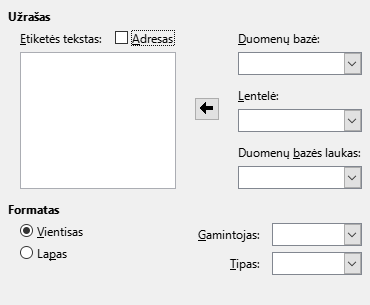 Užrašas
Etiketės tekstas: Adresas
Duomenų bazė:
Lentelė:
Duomenų bazės laukas:
Formatas
Vientisas
Lapas
Gamintojas:
Tipas: